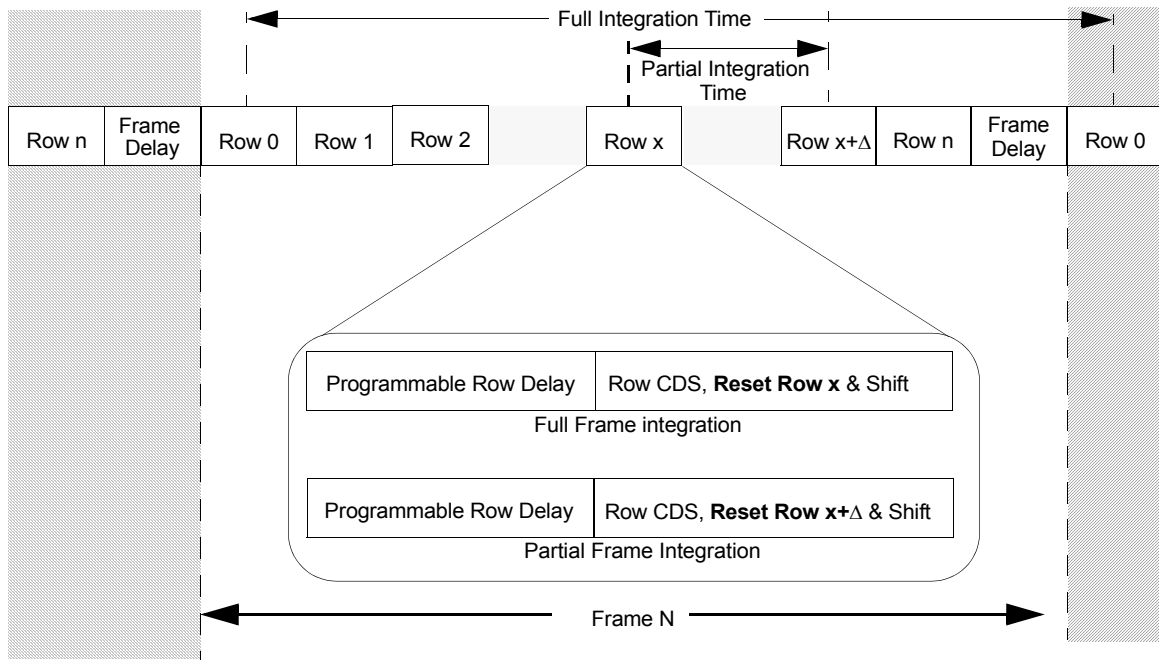 Full Integration Time
Partial Integration
Time
Row n
Frame
Delay
Row 0
Row 1
Row 2
Row x
Row x+Δ
Row n
Frame
Delay
Row 0
Programmable Row Delay
Row CDS, Reset Row x & Shift
Full Frame integration
Programmable Row Delay
Row CDS, Reset Row x+Δ & Shift
Partial Frame Integration
Frame N